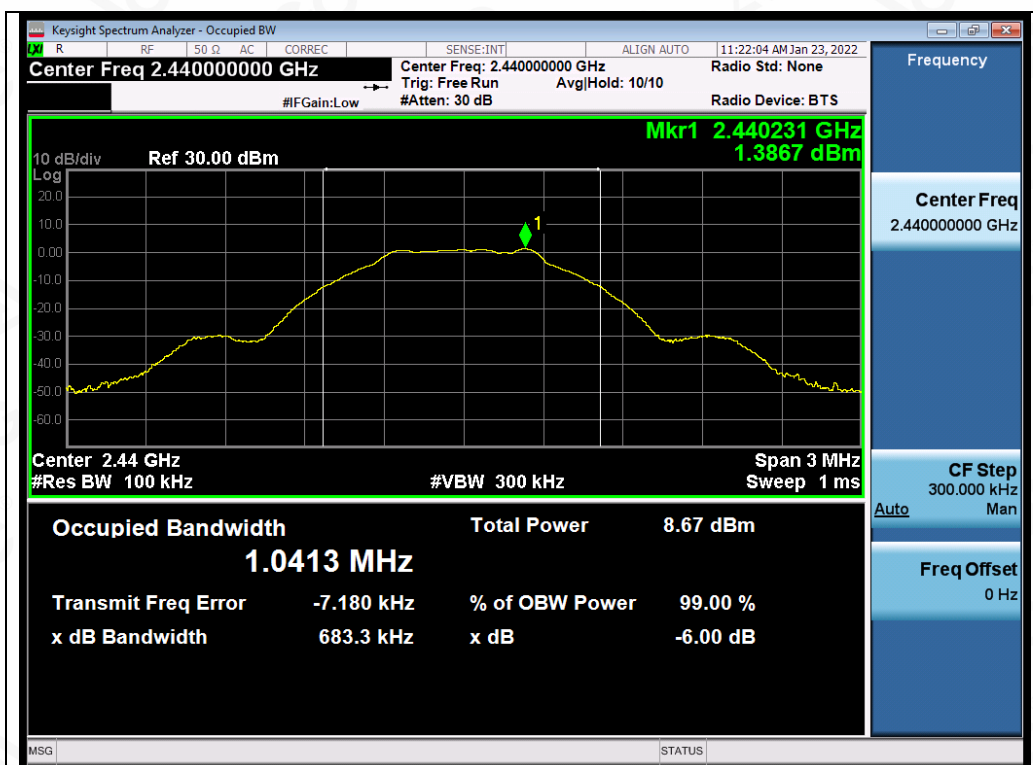 Keysight Spectrum Analyzer - Occupied BW
LXI R RF 50 Ω AC CORREC SENSE:INT ALIGN AUTO 11:22:04 AM Jan 23, 2022
Center Freq 2.440000000 GHz
Center Freq: 2.440000000 GHz
Radio Std: None
Trig: Free Run Avg|Hold: 10/10
#IFGain:Low #Atten: 30 dB Radio Device: BTS
Frequency
Mkr1 2.440231 GHz
1.3867 dBm
10 dB/div Ref 30.00 dBm
Log
20.0
10.0
0.00
-10.0
-20.0
-30.0
-40.0
-50.0
-60.0
1
Center 2.44 GHz Span 3 MHz
#Res BW 100 kHz #VBW 300 kHz Sweep 1 ms
Occupied Bandwidth Total Power 8.67 dBm
1.0413 MHz
Transmit Freq Error -7.180 kHz % of OBW Power 99.00 %
x dB Bandwidth 683.3 kHz x dB -6.00 dB
Center Freq
2.440000000 GHz
CF Step
300.000 kHz
Auto Man
Freq Offset
0 Hz
MSG STATUS